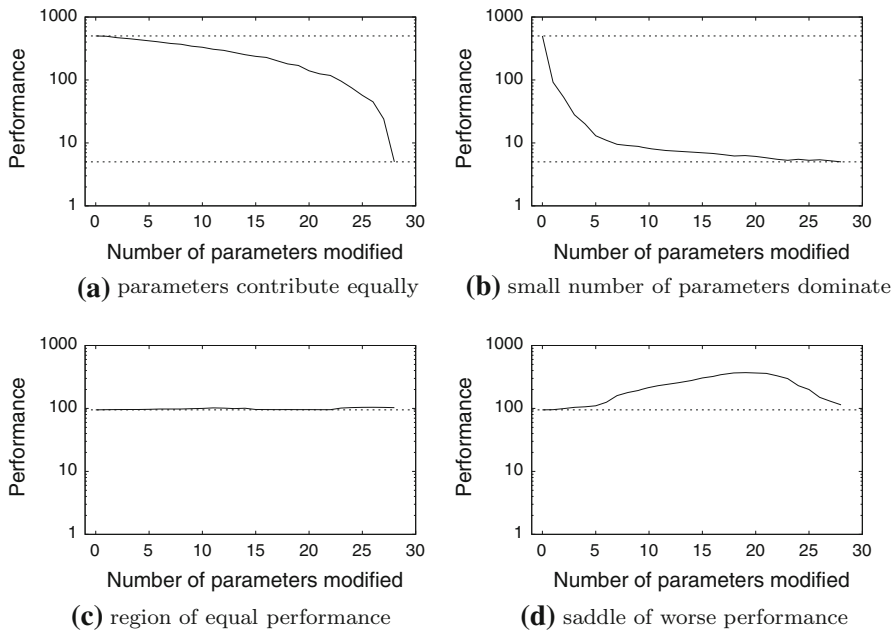 1000
100
10
1
Performance
0 5 10 15 20 25 30
Number of parameters modified
(a) parameters contribute equally
1000
100
10
1
Performance
0 5 10 15 20 25 30
Number of parameters modified
(b) small number of parameters dominate
1000
100
10
1
Performance
0 5 10 15 20 25 30
Number of parameters modified
(c) region of equal performance
1000
100
10
1
Performance
0 5 10 15 20 25 30
Number of parameters modified
(d) saddle of worse performance